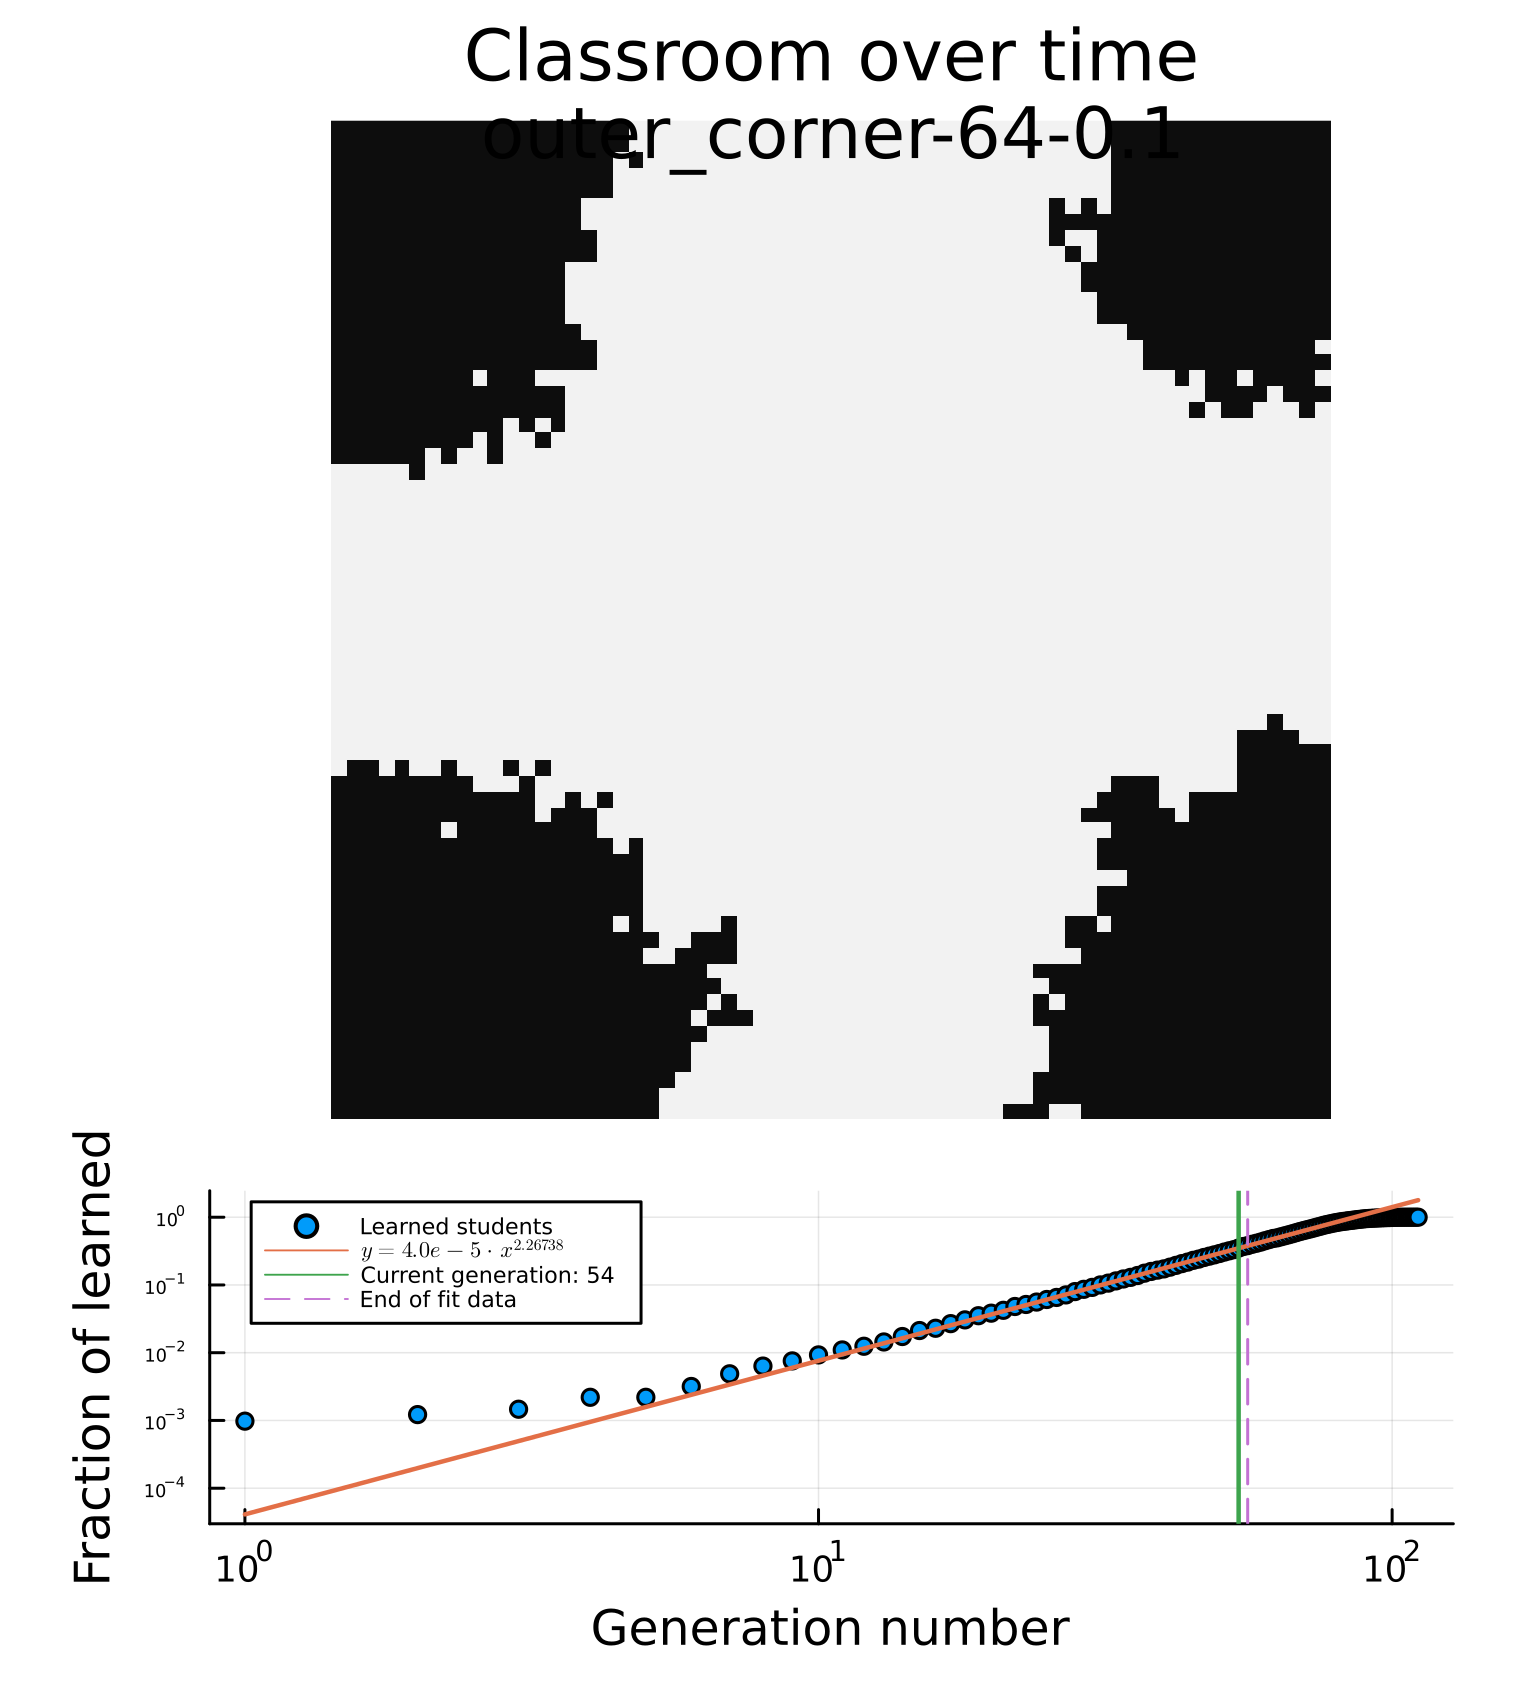 Classroom over time
outer_corner-64-0.1
Fraction of learned
10^0
10^−1
10^−2
10^−3
10^−4
Learned students
y = 4.0e − 5 · x^2.26738
Current generation: 54
End of fit data
10^0 10^1 10^2
Generation number